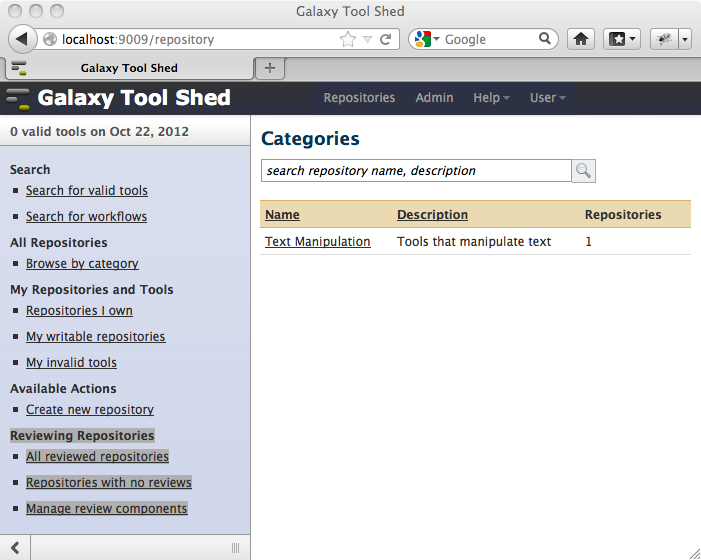 Galaxy Tool Shed
localhost:9009/repository
Google
Galaxy Tool Shed
Galaxy Tool Shed
Repositories Admin Help User
0 valid tools on Oct 22, 2012
Search
Search for valid tools
Search for workflows
All Repositories
Browse by category
My Repositories and Tools
Repositories I own
My writable repositories
My invalid tools
Available Actions
Create new repository
Reviewing Repositories
All reviewed repositories
Repositories with no reviews
Manage review components
Categories
search repository name, description
Name Description Repositories
Text Manipulation Tools that manipulate text 1